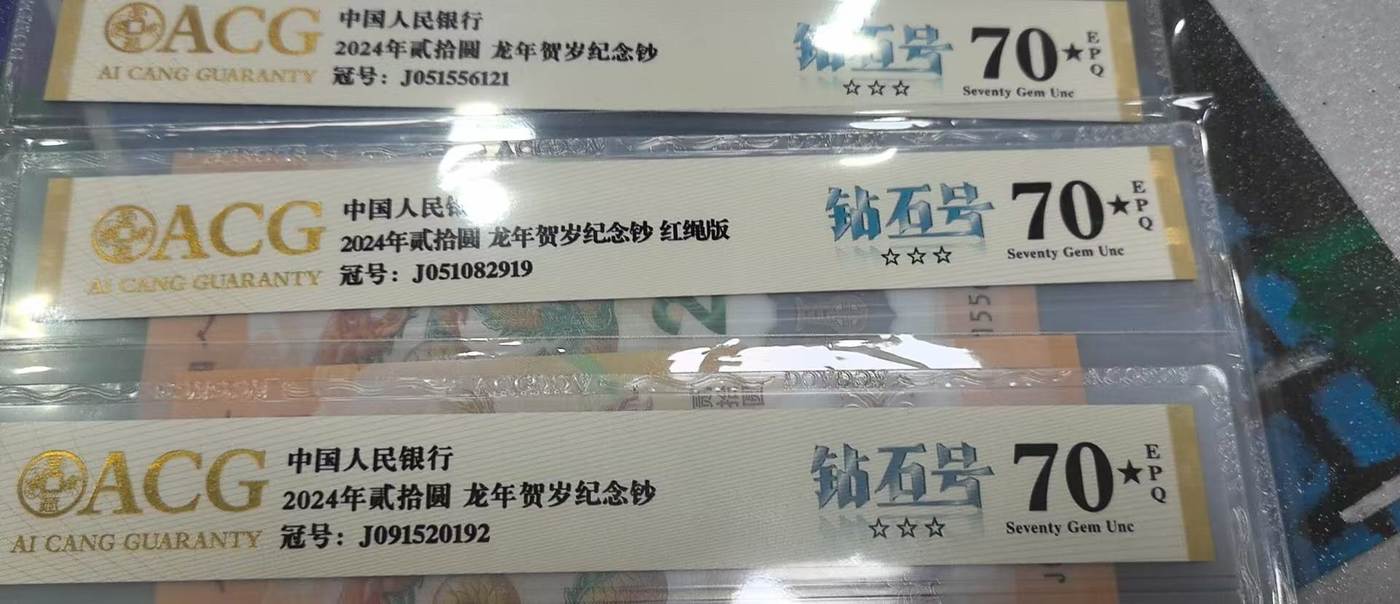 ACG
AI CANG GUARANTY
中国人民银行
2024年贰拾圆 龙年贺岁纪念钞
冠号：J051556121
钻石号
☆☆☆
70★
EPQ
Seventy Gem Unc
ACG
AI CANG GUARANTY
中国人民
2024年贰拾圆 龙年贺岁纪念钞 红绳版
冠号：J051082919
钻石号
☆☆☆
70★
EPQ
Seventy Gem Unc
2
ACG
AI CANG GUARANTY
中国人民银行
2024年贰拾圆 龙年贺岁纪念钞
冠号：J091520192
钻石号
☆☆☆
70★
EPQ
Seventy Gem Unc